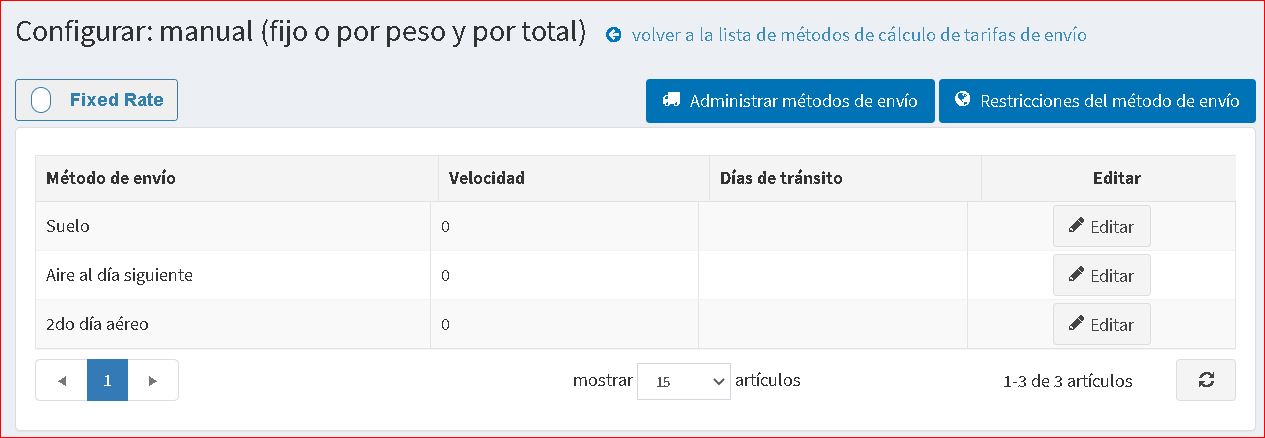 Configurar: manual (fijo o por peso y por total) volver a la lista de métodos de cálculo de tarifas de envío
Fixed Rate Administrar métodos de envío Restricciones del método de envío
Método de envío Velocidad Días de tránsito Editar
Suelo 0 Editar
Aire al día siguiente 0 Editar
2do día aéreo 0 Editar
1 mostrar 15 artículos 1-3 de 3 artículos